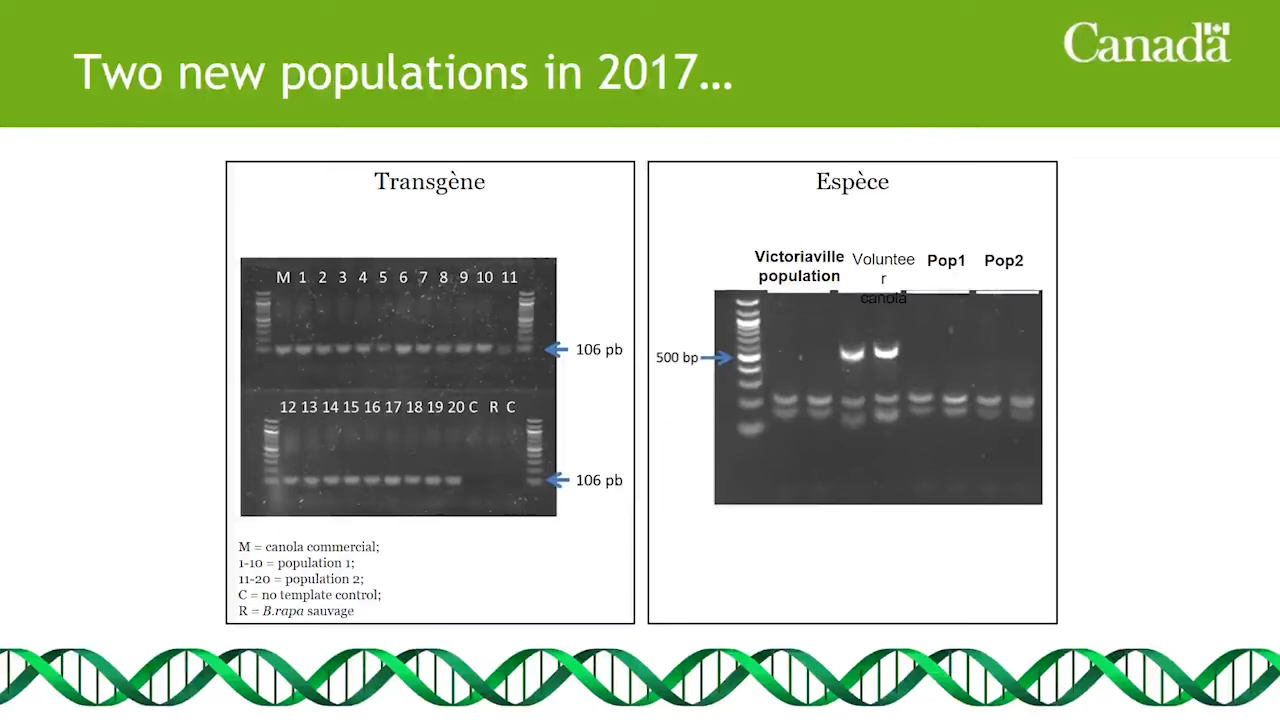 Canada
Two new populations in 2017...
Transgène
M 1 2 3 4 5 6 7 8 9 10 11
106 pb
12 13 14 15 16 17 18 19 20 C R C
106 pb
M = canola commercial;
1-10 = population 1;
11-20 = population 2;
C = no template control;
R = B.rapa sauvage
Espèce
Victoriaville
population
Voluntee
r
canola
Pop1
Pop2
500 bp